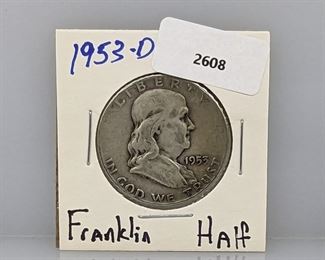 1953-D
2608
LIBERTY
1953
IN GOD WE TRUST
Franklin Half